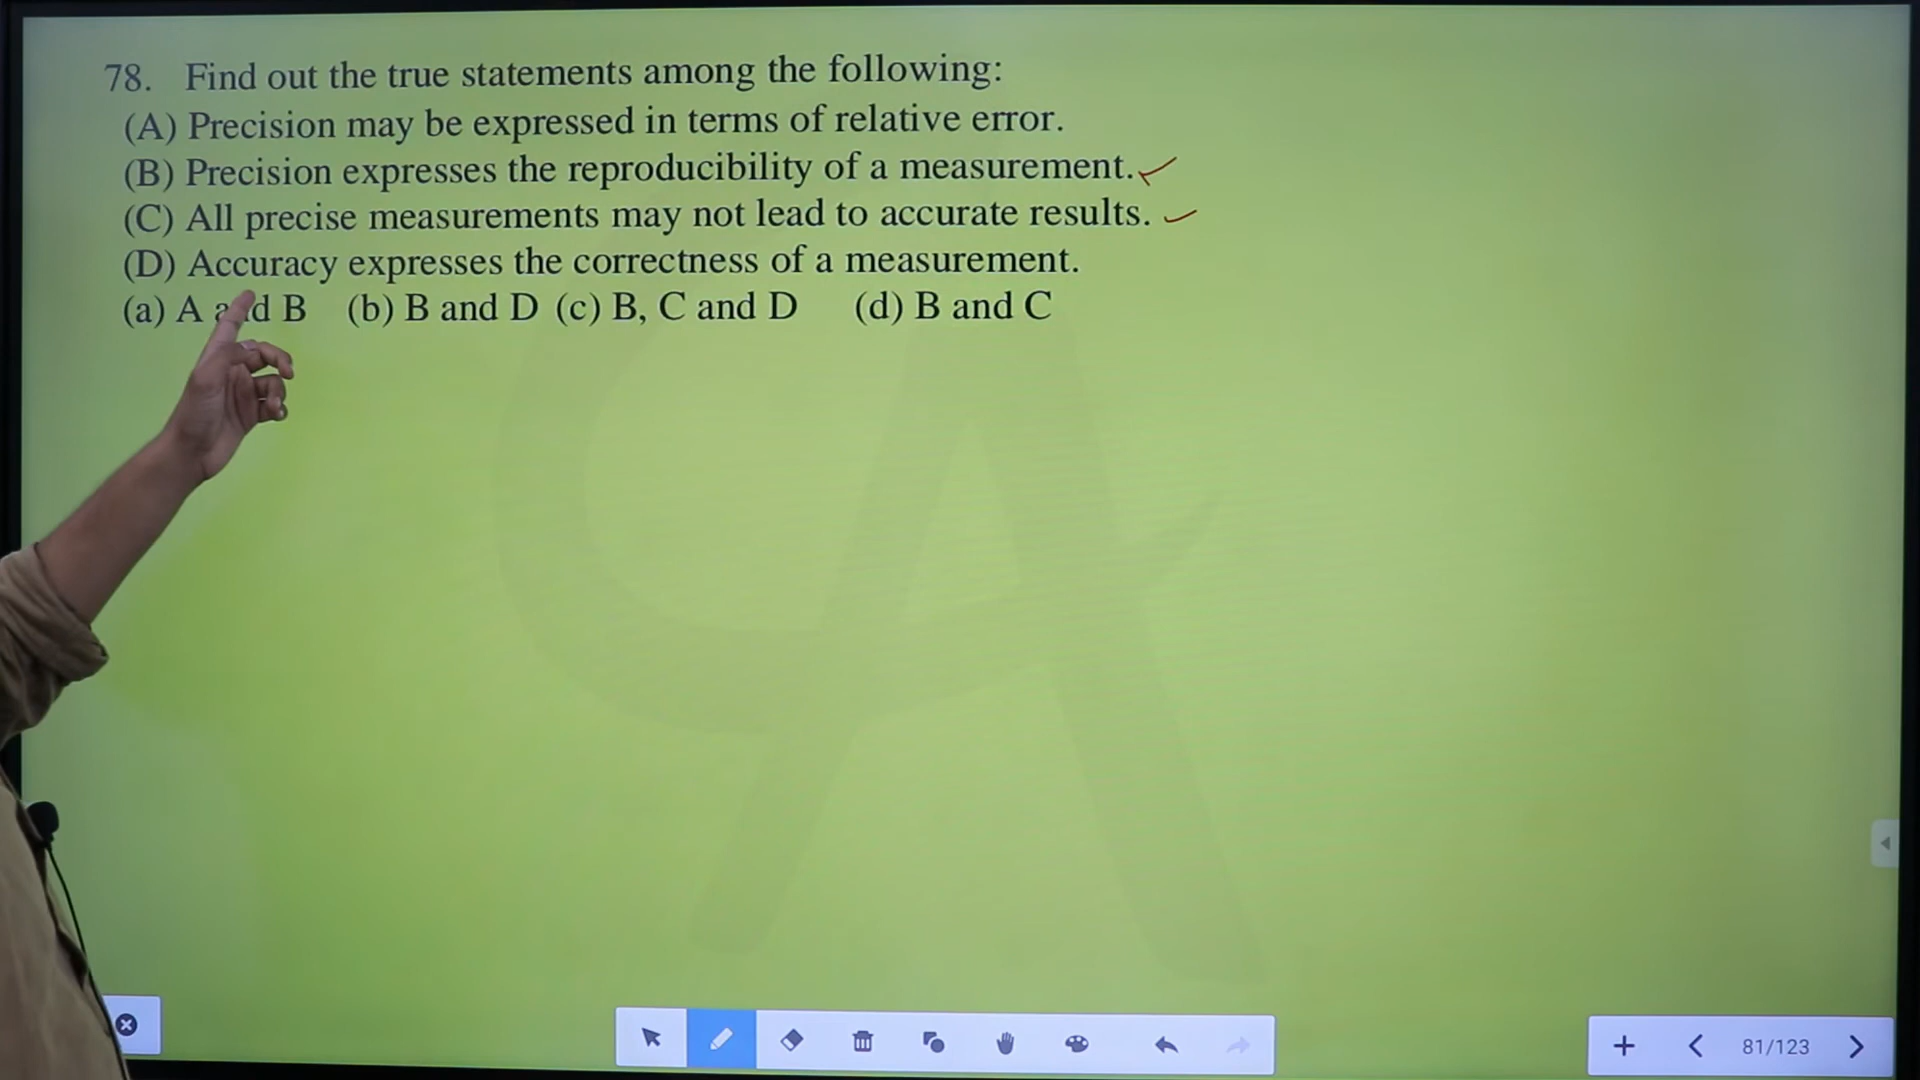 78. Find out the true statements among the following:
(A) Precision may be expressed in terms of relative error.
(B) Precision expresses the reproducibility of a measurement.
(C) All precise measurements may not lead to accurate results.
(D) Accuracy expresses the correctness of a measurement.
(a) A and B (b) B and D (c) B, C and D (d) B and C
81/123